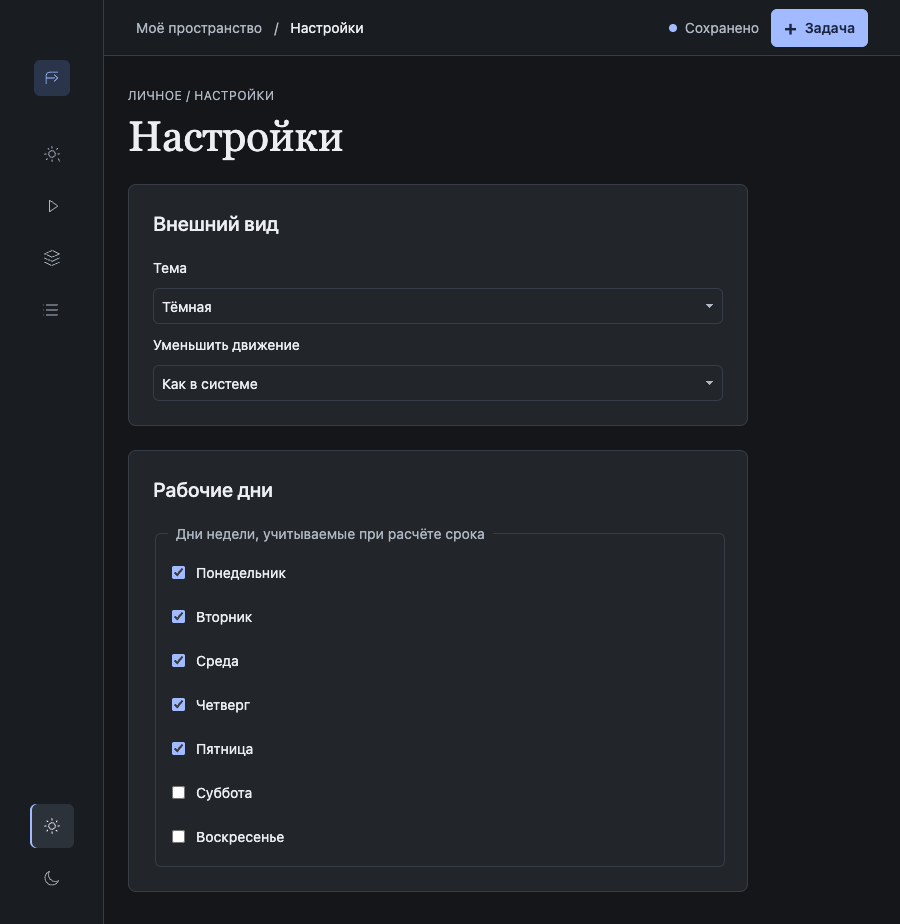 Моё пространство / Настройки
Сохранено
+ Задача
ЛИЧНОЕ / НАСТРОЙКИ
Настройки
Внешний вид
Тема
Тёмная
Уменьшить движение
Как в системе
Рабочие дни
Дни недели, учитываемые при расчёте срока
Понедельник
Вторник
Среда
Четверг
Пятница
Суббота
Воскресенье